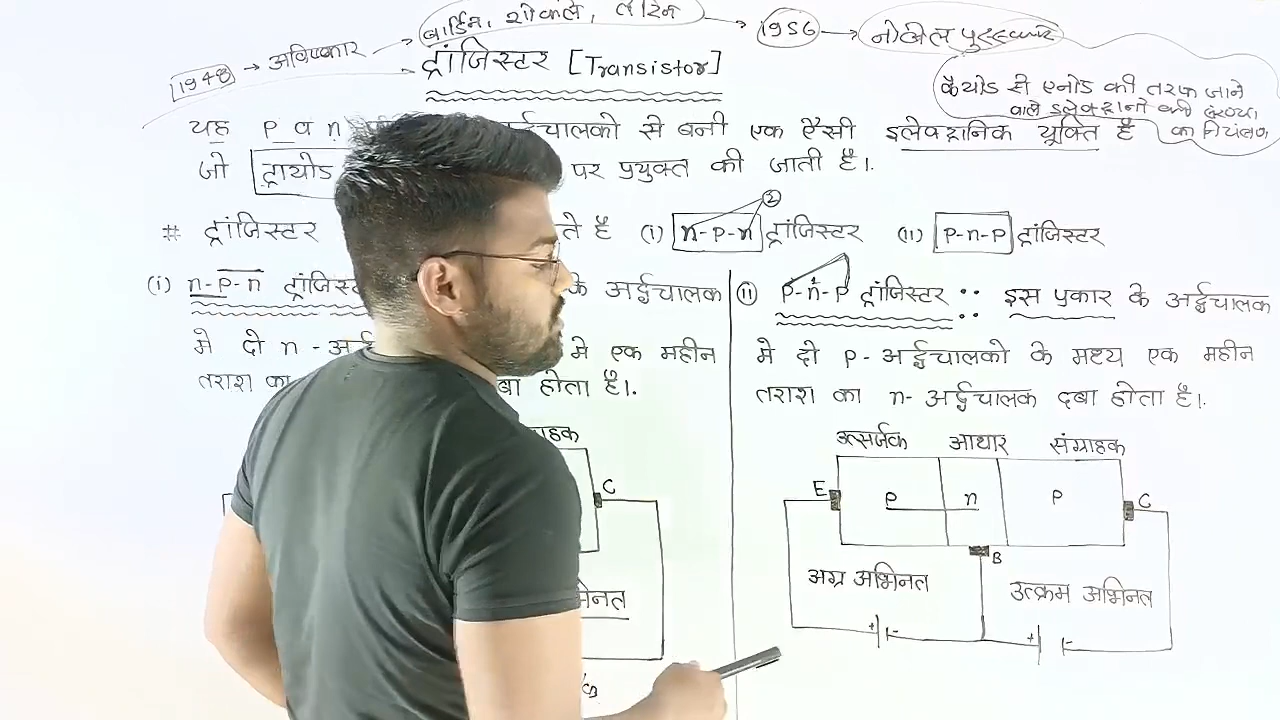 बार्डिन, शोकले,
1956 → नोबेल पुरस्कार
1948 → अविष्कार
ट्रांजिस्टर [Transistor]
कैथोड से एनोड की तरफ जाने
वाले इलेक्ट्रानों की संख्या
का नियंत्रण
यह P व n अर्द्धचालको से बनी एक ऐसी इलेक्ट्रानिक युक्ति है
जो ट्रायोड पर प्रयुक्त की जाती है।.
# ट्रांजिस्टर ते है (i) n-p-n ट्रांजिस्टर (ii) p-n-p ट्रांजिस्टर
2
(i) n-p-n के अर्द्धचालक
मे दो n - मे एक महीन
तराश का बा होता है।.
C
(ii) p-n-p ट्रांजिस्टर :: इस प्रकार के अर्द्धचालक
मे दो p- अर्द्धचालको के मध्य एक महीन
तराश का n- अर्द्धचालक दबा होता है।.
उत्सर्जक आधार संग्राहक
E p n p C
B
अग्र अभिनत उत्क्रम अभिनत
+ - + -